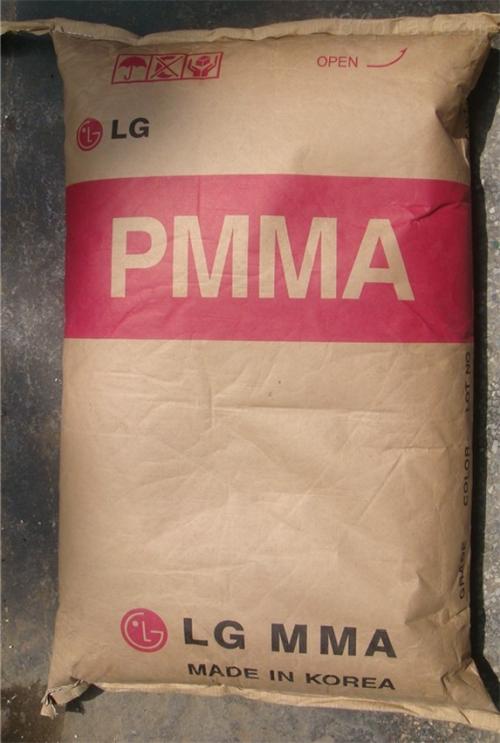 OPEN
LG
PMMA
GRADE COLOR LOT NO
LG MMA
MADE IN KOREA